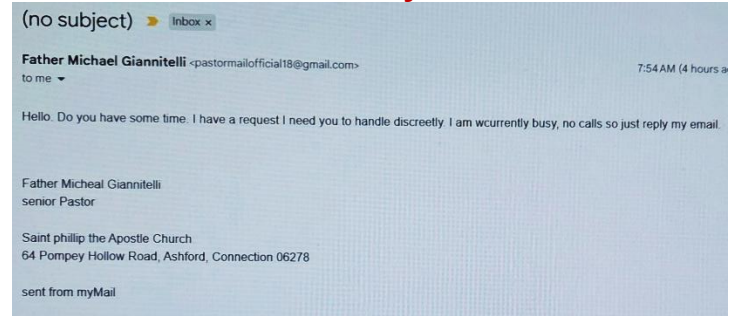 (no subject) Inbox x
Father Michael Giannitelli <pastormailofficial18@gmail.com> 7:54 AM (4 hours a
to me
Hello. Do you have some time. I have a request I need you to handle discreetly. I am wcurrently busy, no calls so just reply my email.
Father Micheal Giannitelli
senior Pastor
Saint phillip the Apostle Church
64 Pompey Hollow Road, Ashford, Connection 06278
sent from myMail